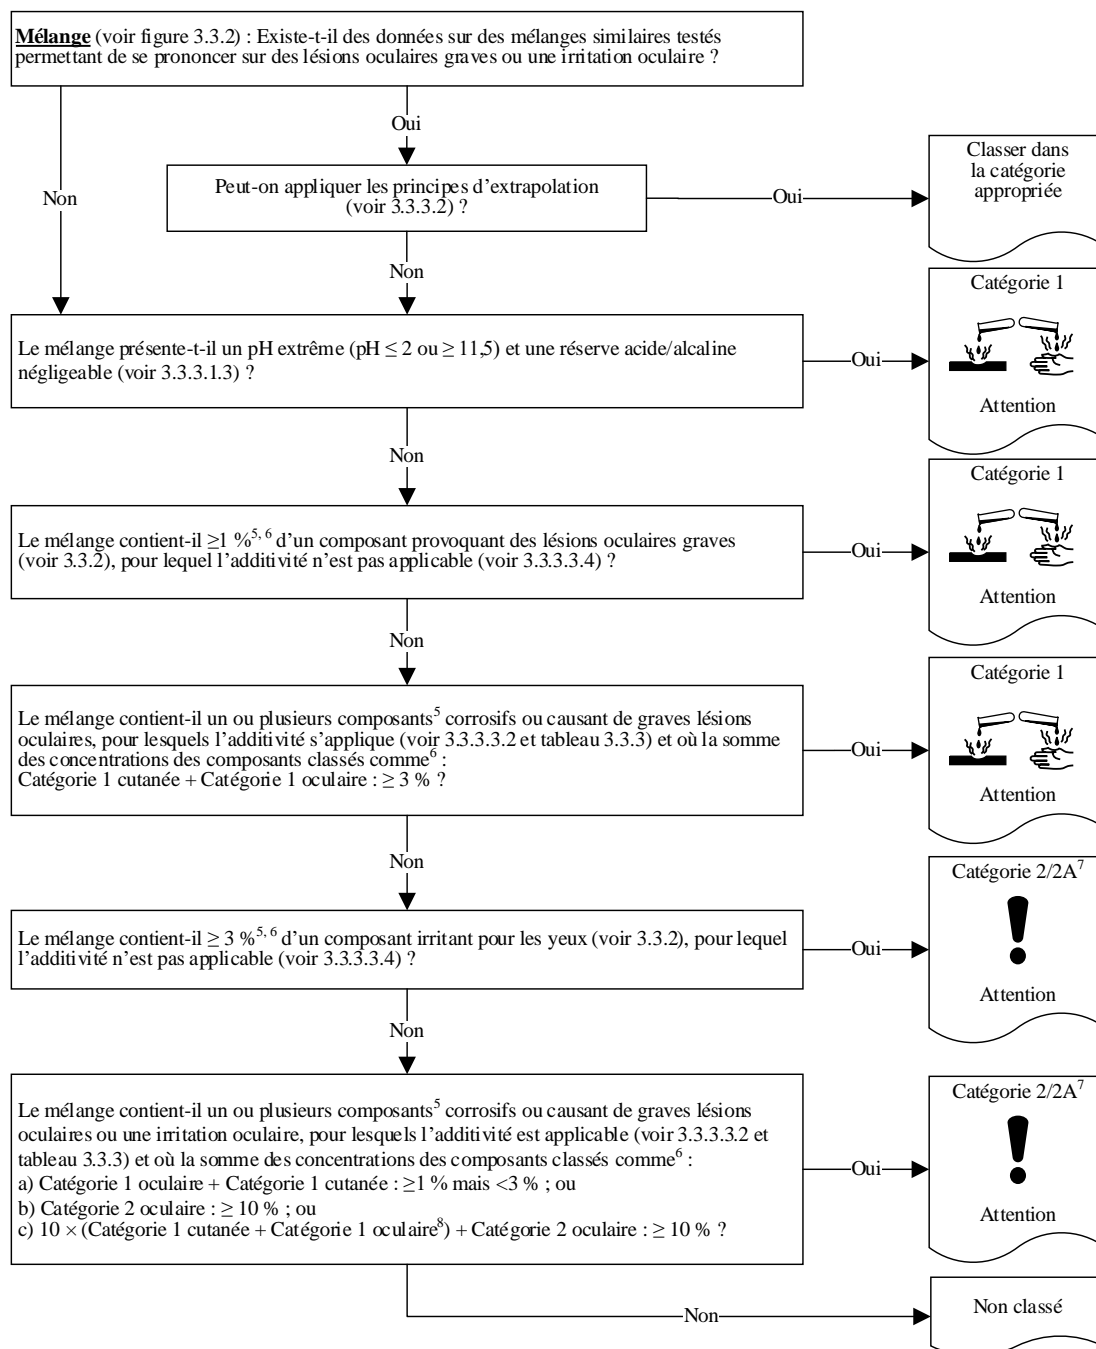 Mélange (voir figure 3.3.2) : Existe-t-il des données sur des mélanges similaires testés
permettant de se prononcer sur des lésions oculaires graves ou une irritation oculaire ?
Oui
Non
Peut-on appliquer les principes d’extrapolation
(voir 3.3.3.2) ?
Oui
Classer dans
la catégorie
appropriée
Non
Le mélange présente-t-il un pH extrême (pH ≤ 2 ou ≥ 11,5) et une réserve acide/alcaline
négligeable (voir 3.3.3.1.3) ?
Oui
Catégorie 1
Attention
Non
Le mélange contient-il ≥1 %5, 6 d’un composant provoquant des lésions oculaires graves
(voir 3.3.2), pour lequel l’additivité n’est pas applicable (voir 3.3.3.3.4) ?
Oui
Catégorie 1
Attention
Non
Le mélange contient-il un ou plusieurs composants5 corrosifs ou causant de graves lésions
oculaires, pour lesquels l’additivité s’applique (voir 3.3.3.3.2 et tableau 3.3.3) et où la somme
des concentrations des composants classés comme6 :
Catégorie 1 cutanée + Catégorie 1 oculaire : ≥ 3 % ?
Oui
Catégorie 1
Attention
Non
Le mélange contient-il ≥ 3 %5, 6 d’un composant irritant pour les yeux (voir 3.3.2), pour lequel
l’additivité n’est pas applicable (voir 3.3.3.3.4) ?
Oui
Catégorie 2/2A7
Attention
Non
Le mélange contient-il un ou plusieurs composants5 corrosifs ou causant de graves lésions
oculaires ou une irritation oculaire, pour lesquels l’additivité est applicable (voir 3.3.3.3.2 et
tableau 3.3.3) et où la somme des concentrations des composants classés comme6 :
a) Catégorie 1 oculaire + Catégorie 1 cutanée : ≥1 % mais <3 % ; ou
b) Catégorie 2 oculaire : ≥ 10 % ; ou
c) 10 × (Catégorie 1 cutanée + Catégorie 1 oculaire8) + Catégorie 2 oculaire : ≥ 10 % ?
Oui
Catégorie 2/2A7
Attention
Non
Non classé